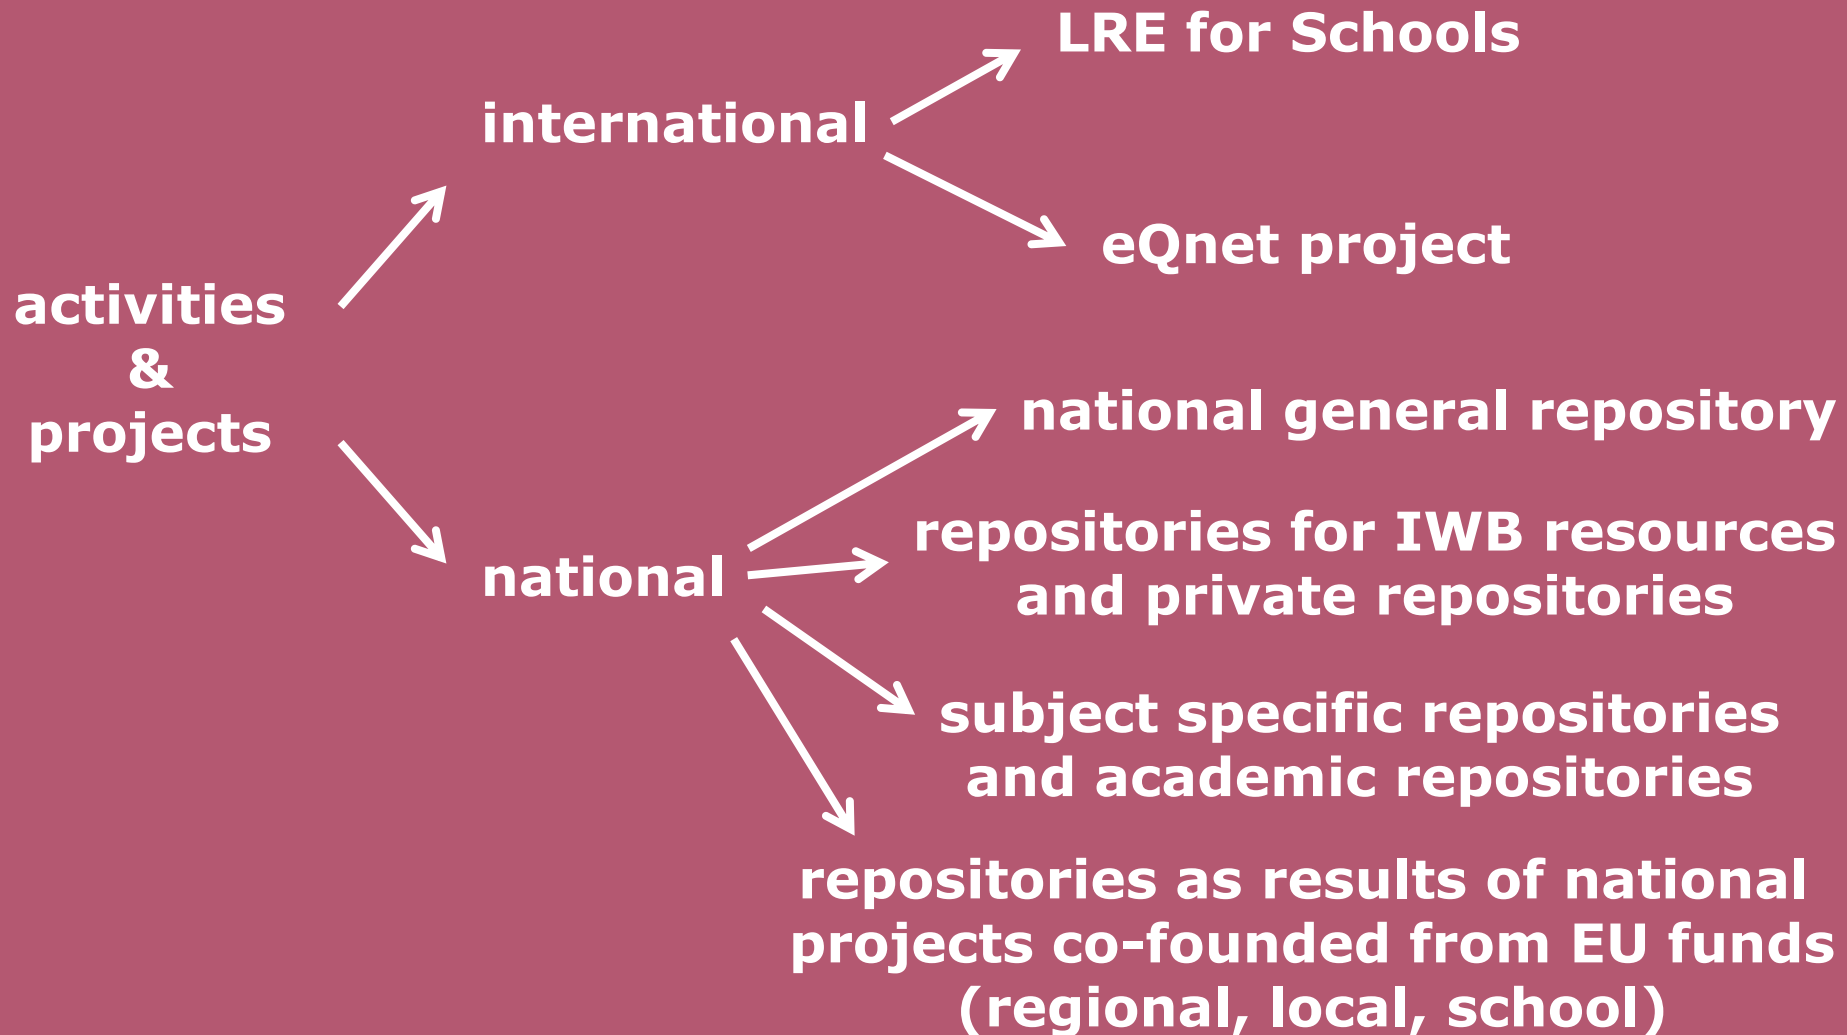 LRE for Schools
international
eQnet project
activities
&
projects
national general repository
repositories for IWB resources
and private repositories
national
subject specific repositories
and academic repositories
repositories as results of national
projects co-founded from EU funds
(regional, local, school)